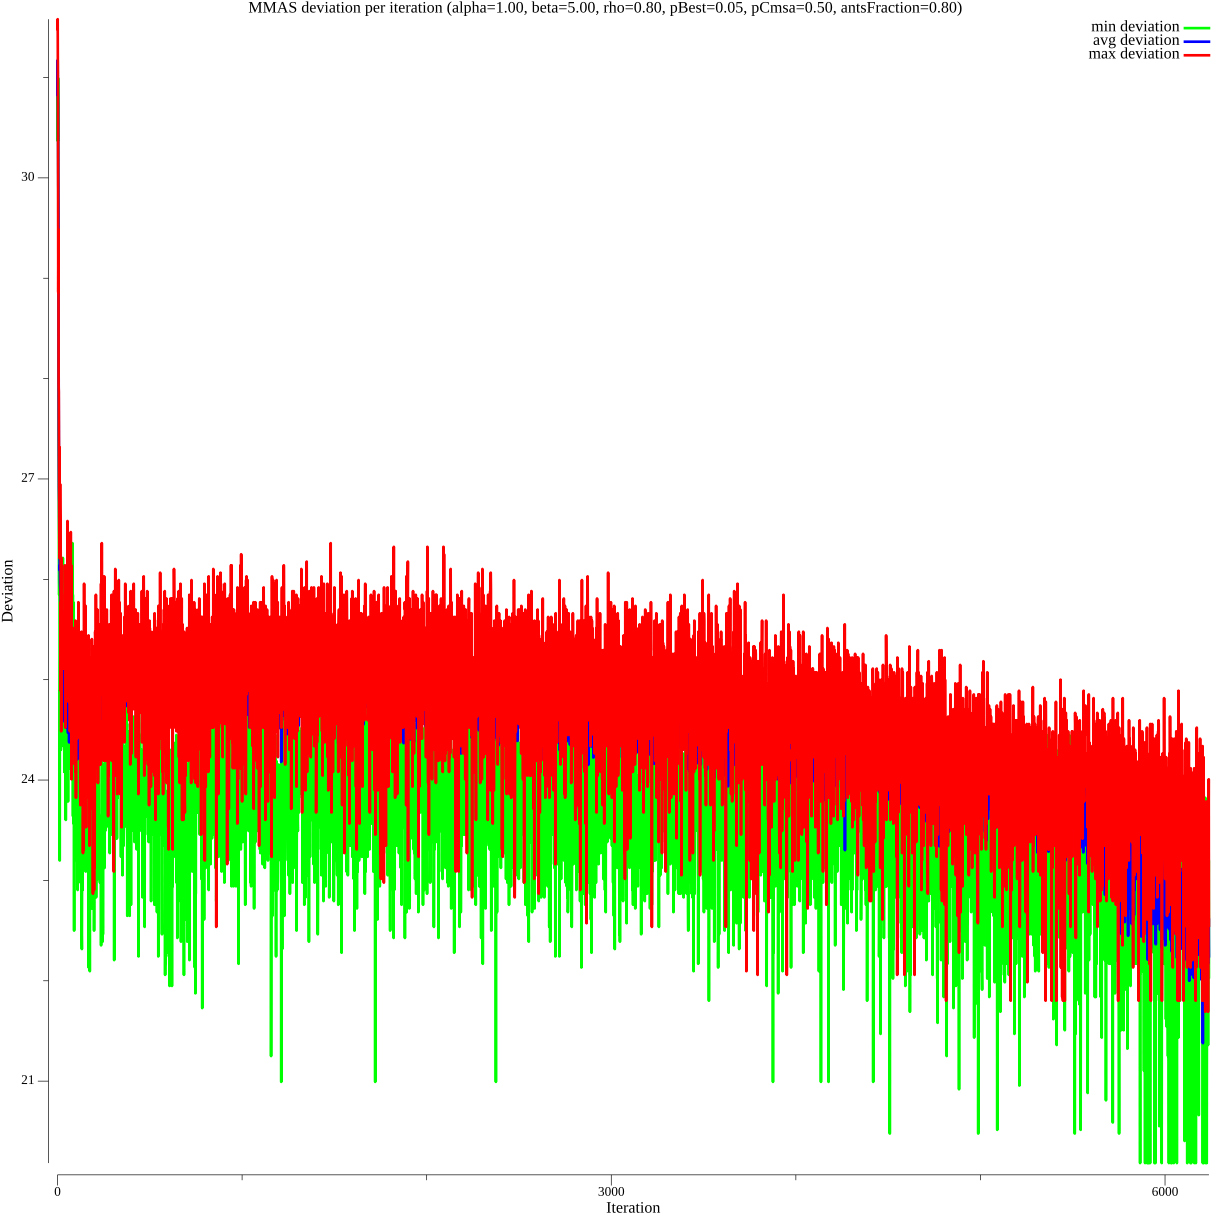 MMAS deviation per iteration (alpha=1.00, beta=5.00, rho=0.80, pBest=0.05, pCmsa=0.50, antsFraction=0.80)
min deviation
avg deviation
max deviation
30
27
24
21
Deviation
0
3000
6000
Iteration